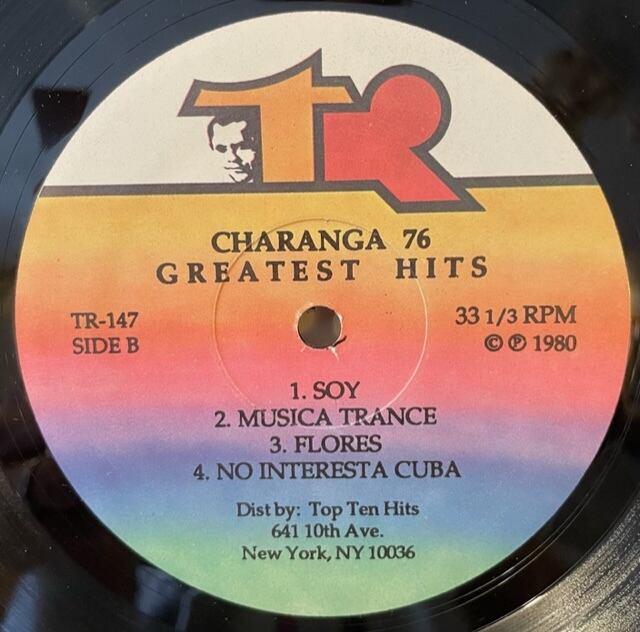 TR
CHARANGA 76
GREATEST HITS
TR-147
SIDE B
33 1/3 RPM
© ℗ 1980
1. SOY
2. MUSICA TRANCE
3. FLORES
4. NO INTERESTA CUBA
Dist by: Top Ten Hits
641 10th Ave.
New York, NY 10036